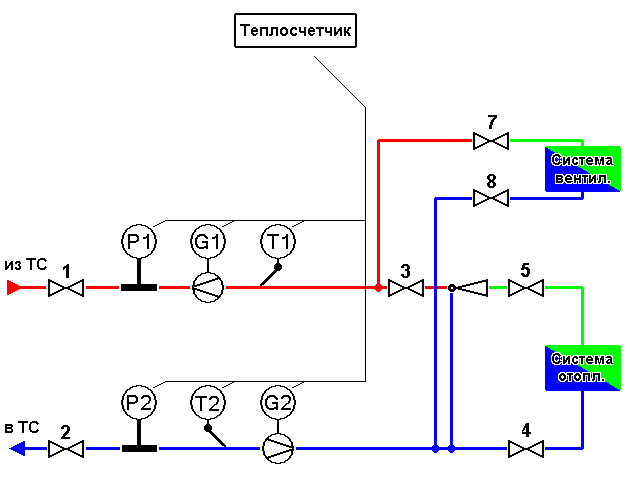 Теплосчетчик
7
Система
вентил.
8
P1
G1
T1
из ТС
1
3
5
Система
отопл.
P2
T2
G2
в ТС
2
4